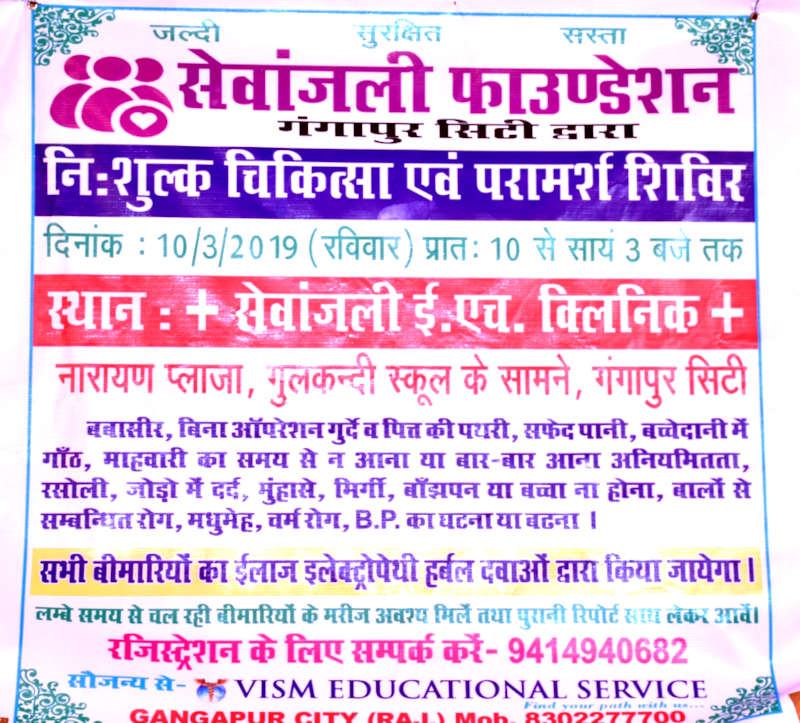 जल्दी सुरक्षित सस्ता
सेवांजली फाउण्डेशन
गंगापुर सिटी द्वारा
निःशुल्क चिकित्सा एवं परामर्श शिविर
दिनांक : 10/3/2019 (रविवार) प्रातः 10 से सायं 3 बजे तक
स्थान : + सेवांजली ई.एच. क्लिनिक +
नारायण प्लाजा, गुलकन्दी स्कूल के सामने, गंगापुर सिटी
बबासीर, बिना ऑपरेशन गुर्दे व पित्त की पथरी, सफेद पानी, बच्चेदानी में
गाँठ, माहवारी का समय से न आना या बार-बार आना अनियमितता,
रसोली, जोड़ो में दर्द, मुंहासे, मिर्गी, बाँझपन या बच्चा ना होना, बालों से
सम्बन्धित रोग, मधुमेह, चर्म रोग, B.P. का घटना या बढना ।
सभी बीमारियों का ईलाज इलेक्ट्रोपेथी हर्बल दवाओं द्वारा किया जायेगा ।
लम्बे समय से चल रही बीमारियों के मरीज अवश्य मिलें तथा पुरानी रिपोर्ट साथ लेकर आवें।
रजिस्ट्रेशन के लिए सम्पर्क करें- 9414940682
सौजन्य से- VISM EDUCATIONAL SERVICE
Find your path with us...
GANGAPUR CITY (RAJ.) Mob. 8302277700